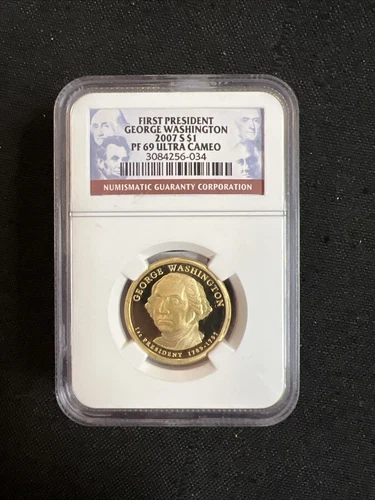 FIRST PRESIDENT
GEORGE WASHINGTON
2007 S $1
PF 69 ULTRA CAMEO
3084256-034
NUMISMATIC GUARANTY CORPORATION
GEORGE WASHINGTON
1st PRESIDENT 1789-1797